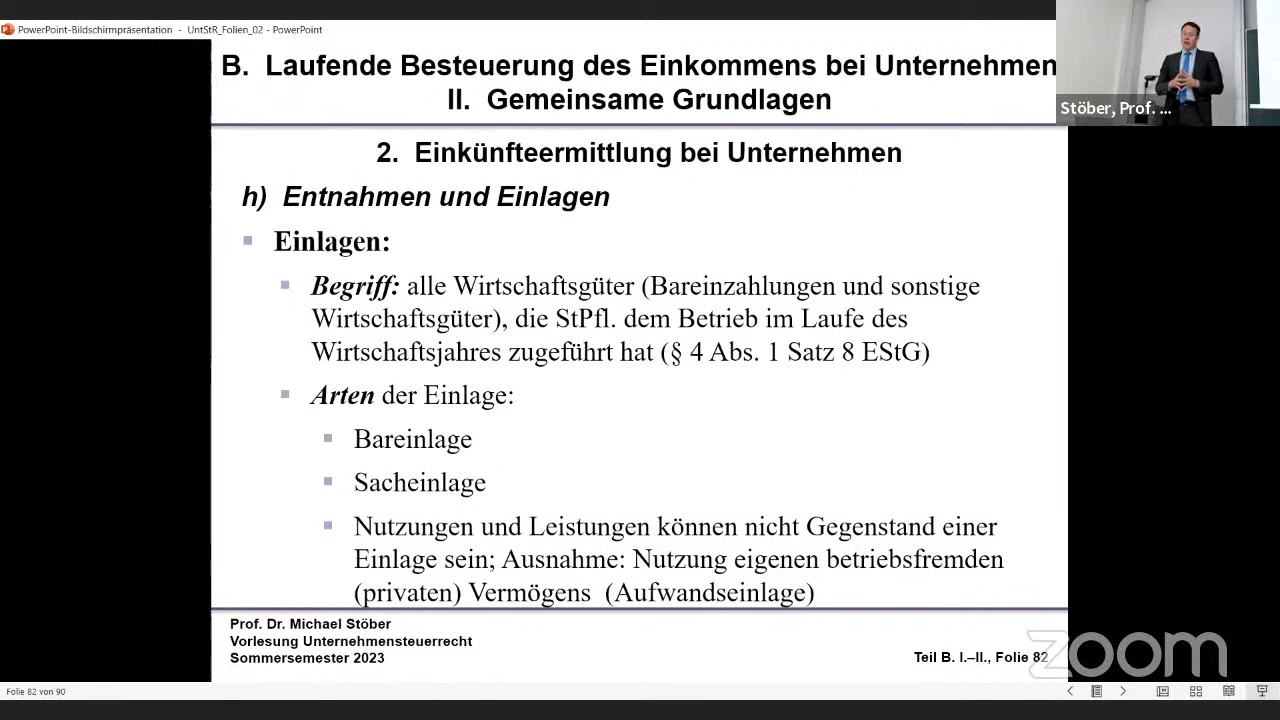 PowerPoint-Bildschirmpräsentation - UntStR_Folien_02 - PowerPoint
B. Laufende Besteuerung des Einkommens bei Unternehmen
II. Gemeinsame Grundlagen
Stöber, Prof. ...
2. Einkünfteermittlung bei Unternehmen
h) Entnahmen und Einlagen
Einlagen:
Begriff: alle Wirtschaftsgüter (Bareinzahlungen und sonstige
Wirtschaftsgüter), die StPfl. dem Betrieb im Laufe des
Wirtschaftsjahres zugeführt hat (§ 4 Abs. 1 Satz 8 EStG)
Arten der Einlage:
Bareinlage
Sacheinlage
Nutzungen und Leistungen können nicht Gegenstand einer
Einlage sein; Ausnahme: Nutzung eigenen betriebsfremden
(privaten) Vermögens (Aufwandseinlage)
Prof. Dr. Michael Stöber
Vorlesung Unternehmensteuerrecht
Sommersemester 2023
Teil B. I.–II., Folie 82
zoom
Folie 82 von 90